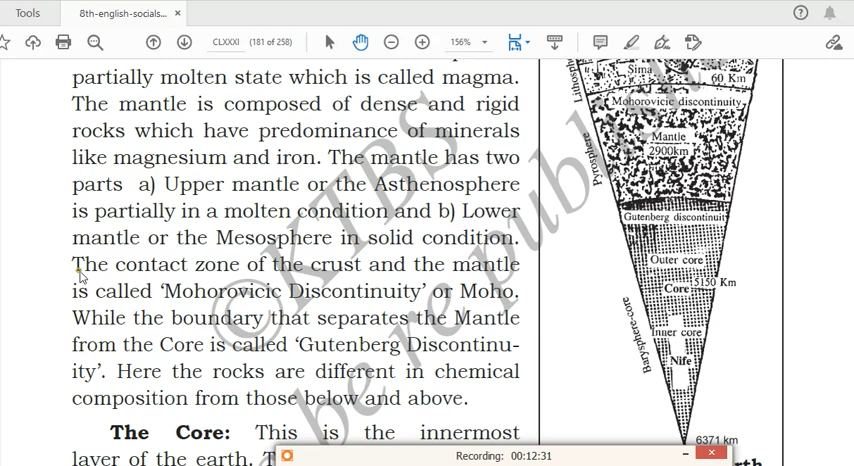 Tools
8th-english-socials... ×
CLXXXI (181 of 258)
156%
partially molten state which is called magma.
The mantle is composed of dense and rigid
rocks which have predominance of minerals
like magnesium and iron. The mantle has two
parts a) Upper mantle or the Asthenosphere
is partially in a molten condition and b) Lower
mantle or the Mesosphere in solid condition.
The contact zone of the crust and the mantle
is called ‘Mohorovicic Discontinuity’ or Moho.
While the boundary that separates the Mantle
from the Core is called ‘Gutenberg Discontinu-
ity’. Here the rocks are different in chemical
composition from those below and above.
The Core: This is the innermost
layer of the earth.
©KTBS
be republish
Sima
60 Km
Mohorovicic discontinuity
Mantle
2900km
Gutenberg discontinuity
Outer core
Core
5150 Km
Inner core
Nife
6371 km
Pyrosphere
Barysphere-core
Recording: 00:12:31